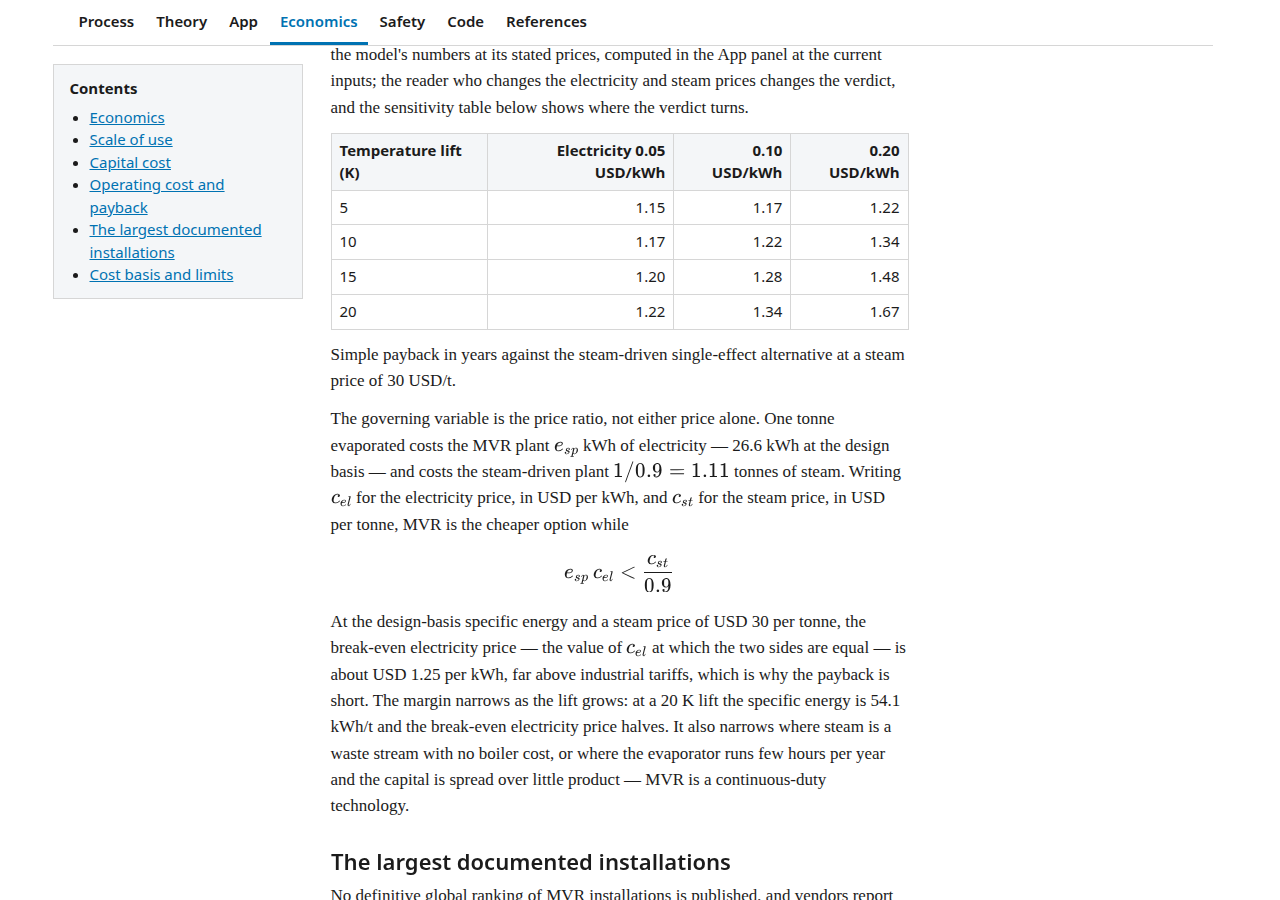 Process Theory App Economics Safety Code References
Contents
Economics
Scale of use
Capital cost
Operating cost and
payback
The largest documented
installations
Cost basis and limits
the model's numbers at its stated prices, computed in the App panel at the current
inputs; the reader who changes the electricity and steam prices changes the verdict,
and the sensitivity table below shows where the verdict turns.
Temperature lift (K) Electricity 0.05 USD/kWh 0.10 USD/kWh 0.20 USD/kWh
5 1.15 1.17 1.22
10 1.17 1.22 1.34
15 1.20 1.28 1.48
20 1.22 1.34 1.67
Simple payback in years against the steam-driven single-effect alternative at a steam
price of 30 USD/t.
The governing variable is the price ratio, not either price alone. One tonne
evaporated costs the MVR plant e_sp kWh of electricity — 26.6 kWh at the design
basis — and costs the steam-driven plant 1/0.9 = 1.11 tonnes of steam. Writing
c_el for the electricity price, in USD per kWh, and c_st for the steam price, in USD
per tonne, MVR is the cheaper option while
e_sp c_el < c_st / 0.9
At the design-basis specific energy and a steam price of USD 30 per tonne, the
break-even electricity price — the value of c_el at which the two sides are equal — is
about USD 1.25 per kWh, far above industrial tariffs, which is why the payback is
short. The margin narrows as the lift grows: at a 20 K lift the specific energy is 54.1
kWh/t and the break-even electricity price halves. It also narrows where steam is a
waste stream with no boiler cost, or where the evaporator runs few hours per year
and the capital is spread over little product — MVR is a continuous-duty
technology.
The largest documented installations
No definitive global ranking of MVR installations is published, and vendors report